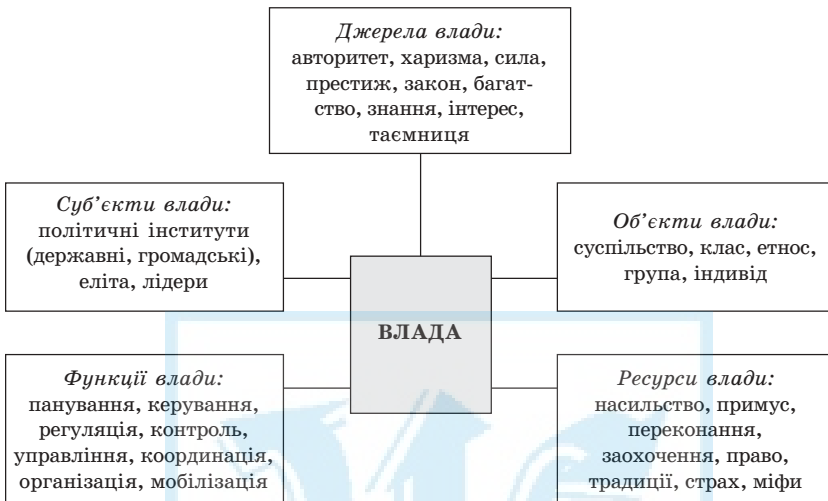 Джерела влади:
авторитет, харизма, сила,
престиж, закон, багат-
ство, знання, інтерес,
таємниця
Суб’єкти влади:
політичні інститути
(державні, громадські),
еліта, лідери
Об’єкти влади:
суспільство, клас, етнос,
група, індивід
ВЛАДА
Функції влади:
панування, керування,
регуляція, контроль,
управління, координація,
організація, мобілізація
Ресурси влади:
насильство, примус,
переконання,
заохочення, право,
традиції, страх, міфи